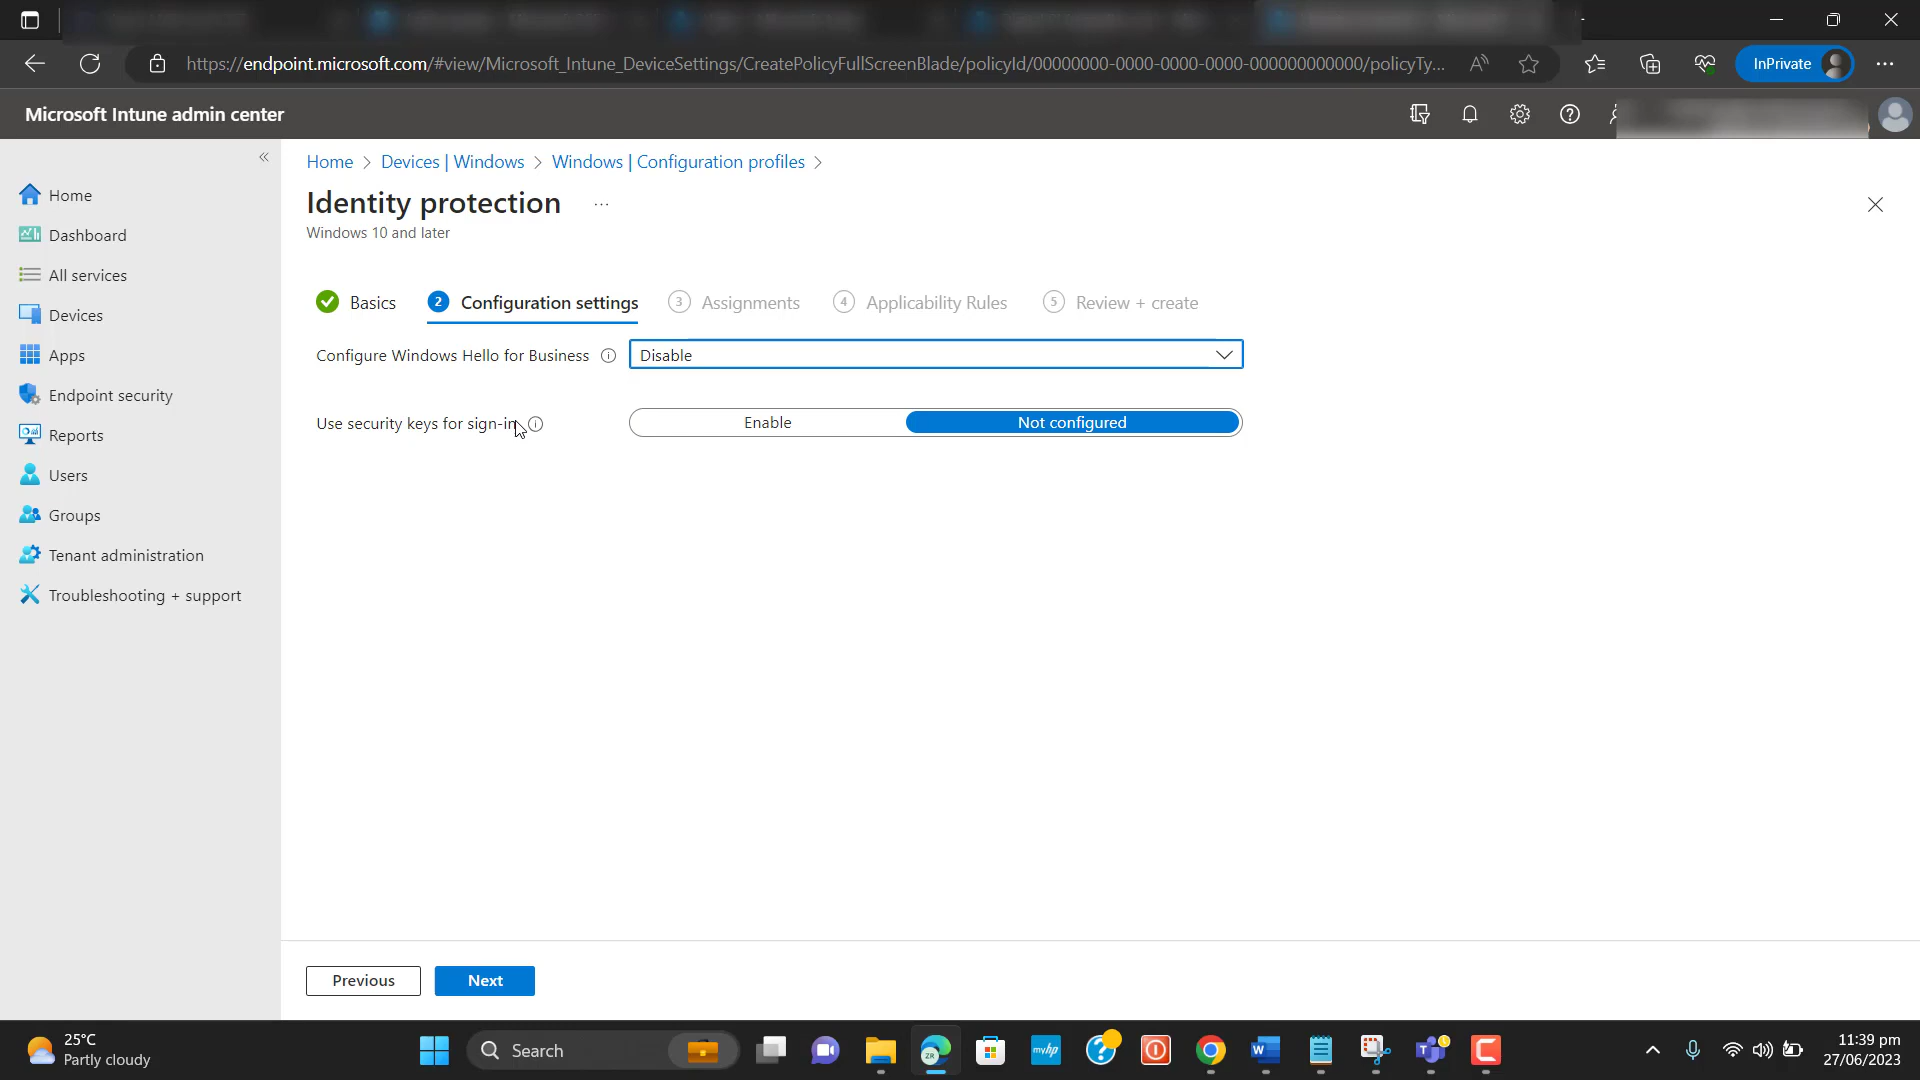 https://endpoint.microsoft.com/#view/Microsoft_Intune_DeviceSettings/CreatePolicyFullScreenBlade/policyId/00000000-0000-0000-0000-000000000000/policyTy...
InPrivate
Microsoft Intune admin center
Home > Devices | Windows > Windows | Configuration profiles >
Identity protection ...
Windows 10 and later
Home
Dashboard
All services
Devices
Apps
Endpoint security
Reports
Users
Groups
Tenant administration
Troubleshooting + support
Basics 2 Configuration settings 3 Assignments 4 Applicability Rules 5 Review + create
Configure Windows Hello for Business Disable
Use security keys for sign-in Enable Not configured
Previous Next
25°C
Partly cloudy
Search
ZR
myhp
11:39 pm
27/06/2023